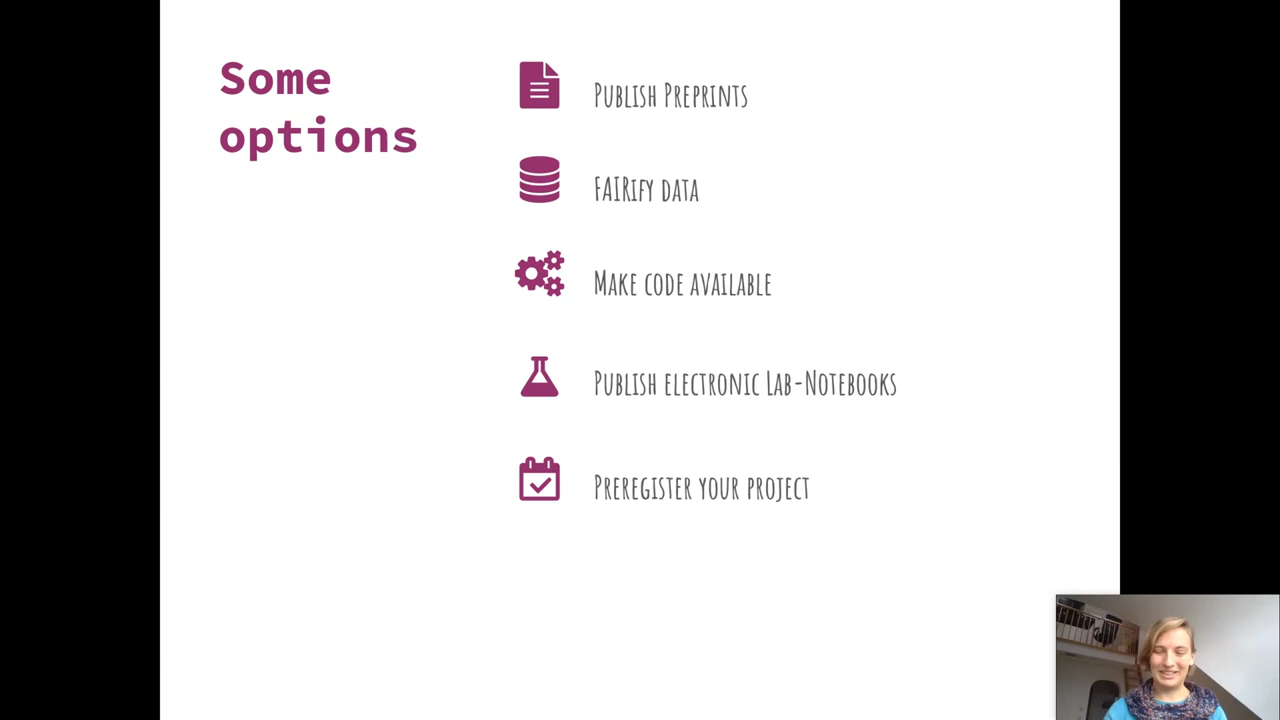 Some
options
Publish Preprints
FAIRify data
Make code available
Publish electronic Lab-Notebooks
Preregister your project